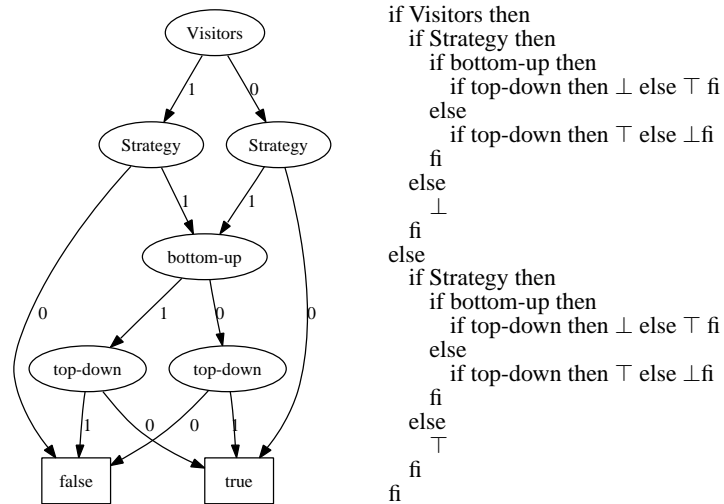 Visitors
1
0
Strategy
Strategy
1
1
bottom-up
0
1
0
0
top-down
top-down
1
0
0
1
false
true
if Visitors then
if Strategy then
if bottom-up then
if top-down then ⊥ else ⊤ fi
else
if top-down then ⊤ else ⊥fi
fi
else
⊥
fi
else
if Strategy then
if bottom-up then
if top-down then ⊥ else ⊤ fi
else
if top-down then ⊤ else ⊥fi
fi
else
⊤
fi
fi